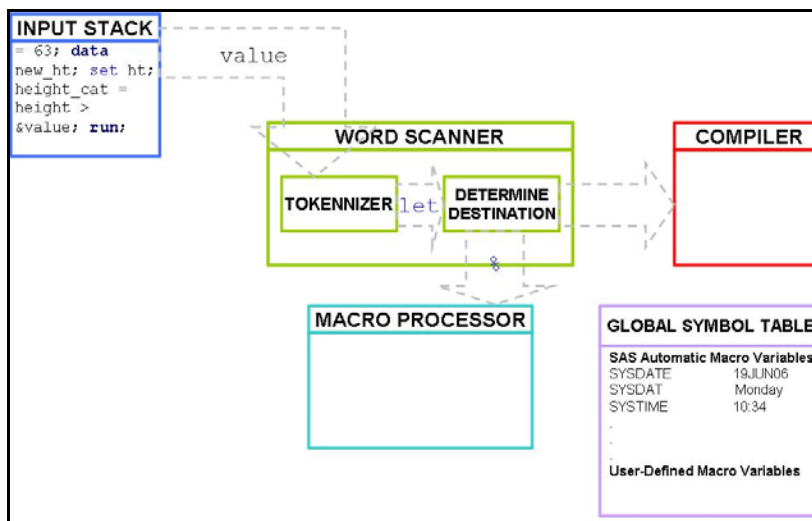 INPUT STACK
= 63; data
new_ht; set ht;
height_cat =
height >
&value; run;
value
WORD SCANNER
TOKENNIZER
let
DETERMINE
DESTINATION
%
COMPILER
MACRO PROCESSOR
GLOBAL SYMBOL TABLE
SAS Automatic Macro Variables
SYSDATE 19JUN06
SYSDAT Monday
SYSTIME 10:34
.
.
.
User-Defined Macro Variables